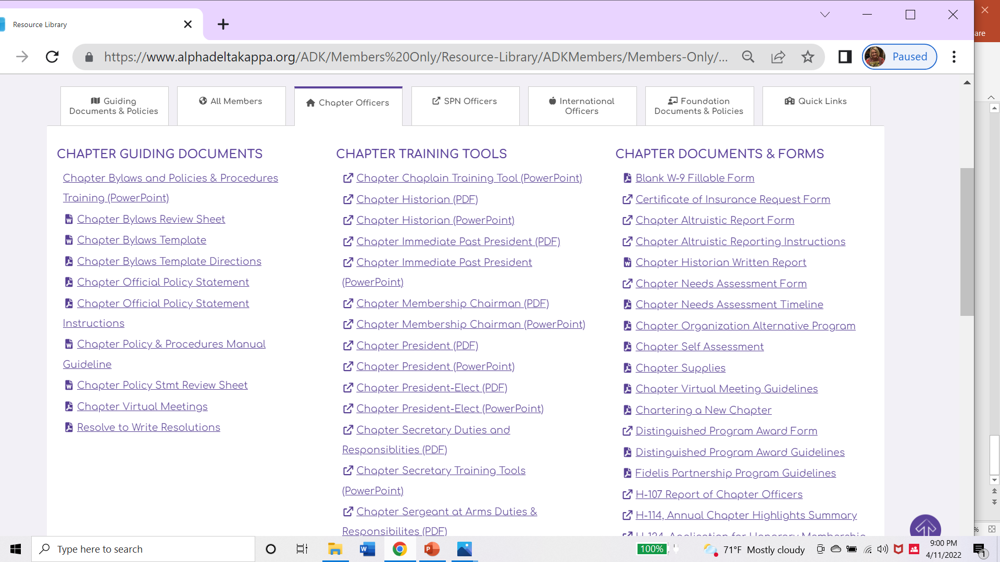 Resource Library
are
https://www.alphadeltakappa.org/ADK/Members%20Only/Resource-Library/ADKMembers/Members-Only/...
Paused
Guiding
Documents & Policies
All Members
Chapter Officers
SPN Officers
International
Officers
Foundation
Documents & Policies
Quick Links
CHAPTER GUIDING DOCUMENTS
Chapter Bylaws and Policies & Procedures
Training (PowerPoint)
Chapter Bylaws Review Sheet
Chapter Bylaws Template
Chapter Bylaws Template Directions
Chapter Official Policy Statement
Chapter Official Policy Statement
Instructions
Chapter Policy & Procedures Manual
Guideline
Chapter Policy Stmt Review Sheet
Chapter Virtual Meetings
Resolve to Write Resolutions
CHAPTER TRAINING TOOLS
Chapter Chaplain Training Tool (PowerPoint)
Chapter Historian (PDF)
Chapter Historian (PowerPoint)
Chapter Immediate Past President (PDF)
Chapter Immediate Past President
(PowerPoint)
Chapter Membership Chairman (PDF)
Chapter Membership Chairman (PowerPoint)
Chapter President (PDF)
Chapter President (PowerPoint)
Chapter President-Elect (PDF)
Chapter President-Elect (PowerPoint)
Chapter Secretary Duties and
Responsiblities (PDF)
Chapter Secretary Training Tools
(PowerPoint)
Chapter Sergeant at Arms Duties &
Responsibilites (PDF)
CHAPTER DOCUMENTS & FORMS
Blank W-9 Fillable Form
Certificate of Insurance Request Form
Chapter Altruistic Report Form
Chapter Altruistic Reporting Instructions
Chapter Historian Written Report
Chapter Needs Assessment Form
Chapter Needs Assessment Timeline
Chapter Organization Alternative Program
Chapter Self Assessment
Chapter Supplies
Chapter Virtual Meeting Guidelines
Chartering a New Chapter
Distinguished Program Award Form
Distinguished Program Award Guidelines
Fidelis Partnership Program Guidelines
H-107 Report of Chapter Officers
H-114, Annual Chapter Highlights Summary
H-124, Application for Honorary Membership
%
Type here to search
100%
71°F Mostly cloudy
9:00 PM
4/11/2022
1